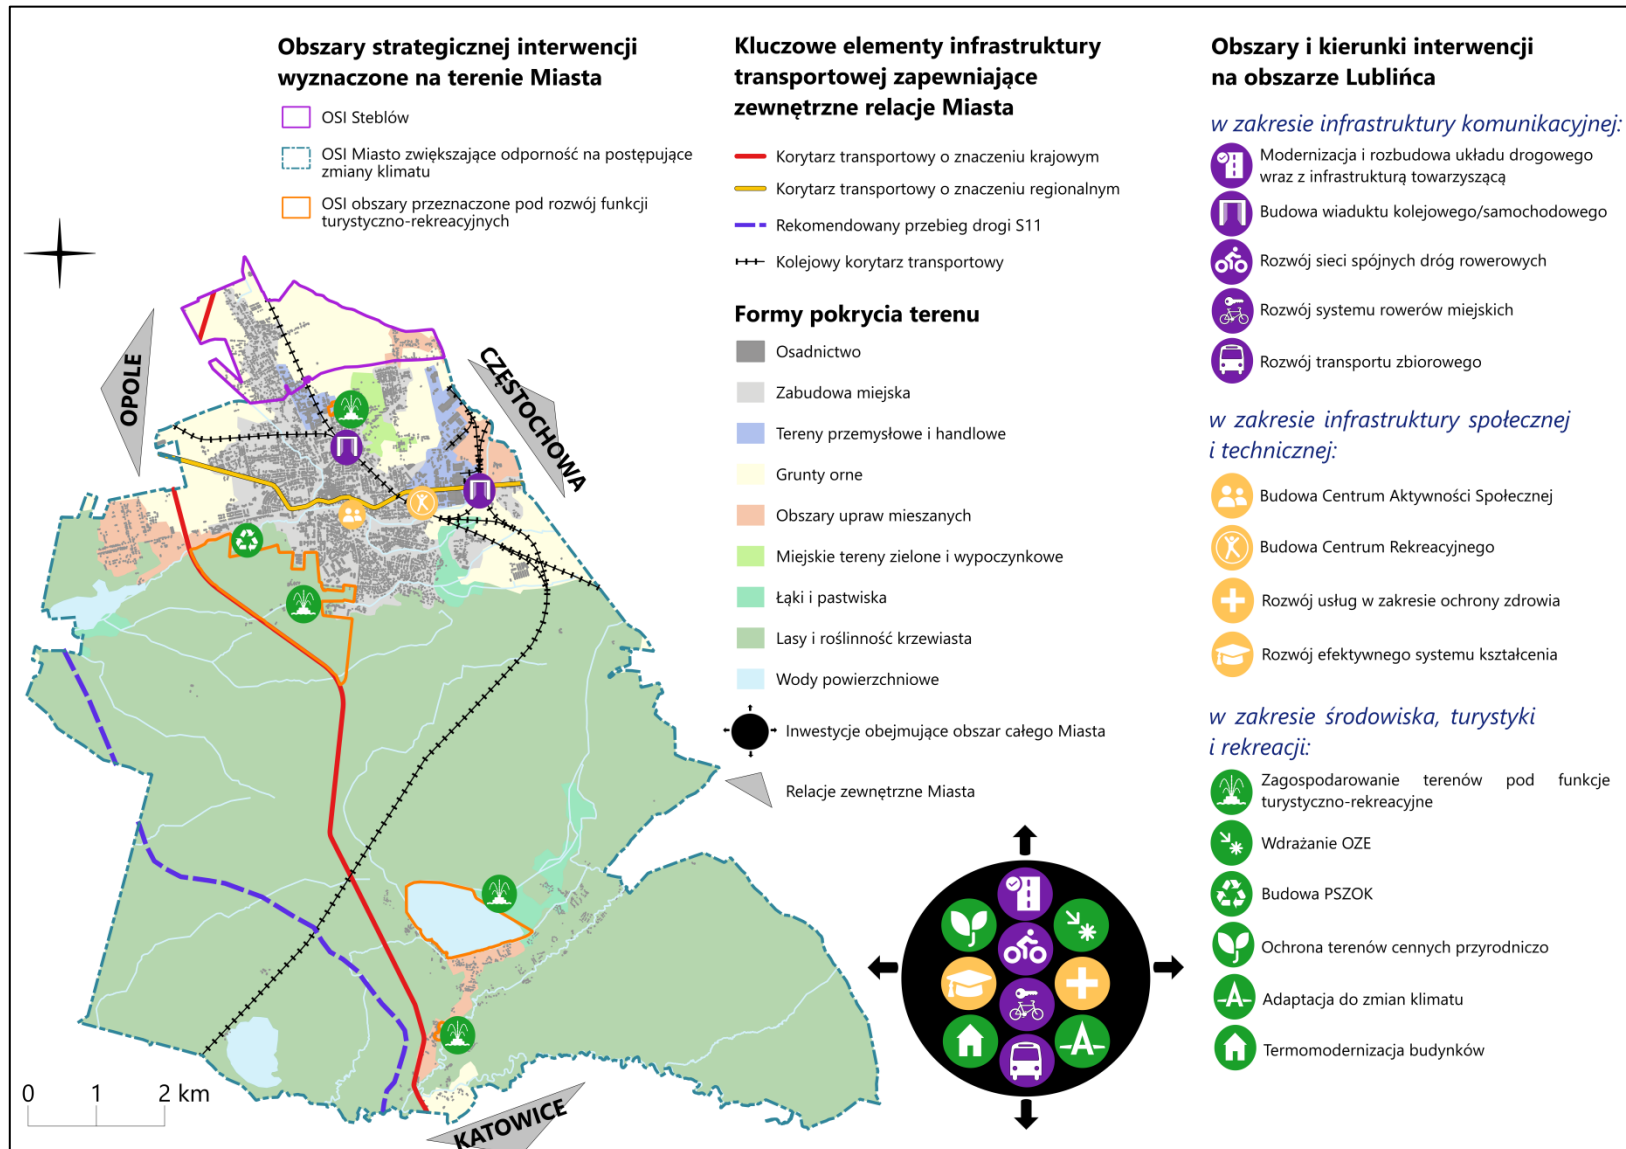 Obszary strategicznej interwencji
wyznaczone na terenie Miasta
OSI Steblów
OSI Miasto zwiększające odporność na postępujące
zmiany klimatu
OSI obszary przeznaczone pod rozwój funkcji
turystyczno-rekreacyjnych
Kluczowe elementy infrastruktury
transportowej zapewniające
zewnętrzne relacje Miasta
Korytarz transportowy o znaczeniu krajowym
Korytarz transportowy o znaczeniu regionalnym
Rekomendowany przebieg drogi S11
Kolejowy korytarz transportowy
Formy pokrycia terenu
Osadnictwo
Zabudowa miejska
Tereny przemysłowe i handlowe
Grunty orne
Obszary upraw mieszanych
Miejskie tereny zielone i wypoczynkowe
Łąki i pastwiska
Lasy i roślinność krzewiasta
Wody powierzchniowe
Inwestycje obejmujące obszar całego Miasta
Relacje zewnętrzne Miasta
Obszary i kierunki interwencji
na obszarze Lublińca
w zakresie infrastruktury komunikacyjnej:
Modernizacja i rozbudowa układu drogowego
wraz z infrastrukturą towarzyszącą
Budowa wiaduktu kolejowego/samochodowego
Rozwój sieci spójnych dróg rowerowych
Rozwój systemu rowerów miejskich
Rozwój transportu zbiorowego
w zakresie infrastruktury społecznej
i technicznej:
Budowa Centrum Aktywności Społecznej
Budowa Centrum Rekreacyjnego
Rozwój usług w zakresie ochrony zdrowia
Rozwój efektywnego systemu kształcenia
w zakresie środowiska, turystyki
i rekreacji:
Zagospodarowanie terenów pod funkcje
turystyczno-rekreacyjne
Wdrażanie OZE
Budowa PSZOK
Ochrona terenów cennych przyrodniczo
Adaptacja do zmian klimatu
Termomodernizacja budynków
OPOLE
CZĘSTOCHOWA
KATOWICE
0 1 2 km